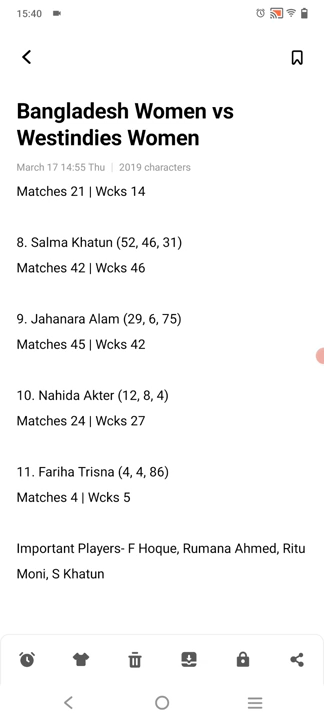 15:40
Bangladesh Women vs
Westindies Women
March 17 14:55 Thu | 2019 characters
Matches 21 | Wcks 14
8. Salma Khatun (52, 46, 31)
Matches 42 | Wcks 46
9. Jahanara Alam (29, 6, 75)
Matches 45 | Wcks 42
10. Nahida Akter (12, 8, 4)
Matches 24 | Wcks 27
11. Fariha Trisna (4, 4, 86)
Matches 4 | Wcks 5
Important Players- F Hoque, Rumana Ahmed, Ritu
Moni, S Khatun